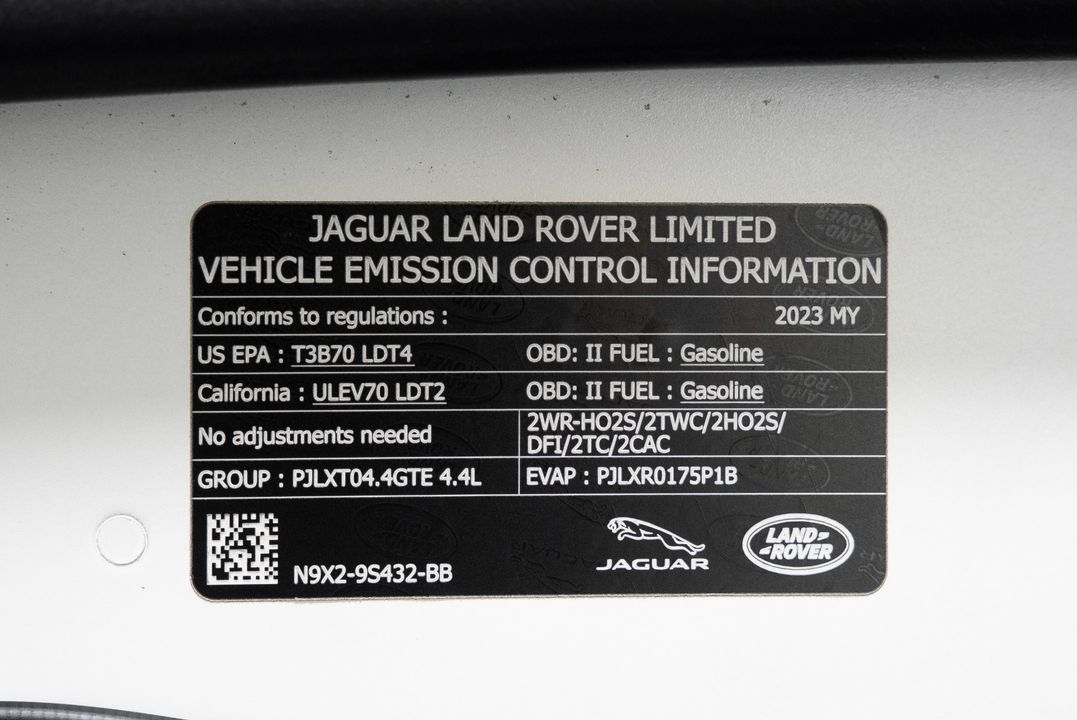 JAGUAR LAND ROVER LIMITED
VEHICLE EMISSION CONTROL INFORMATION
Conforms to regulations : 2023 MY
US EPA : T3B70 LDT4 OBD: II FUEL : Gasoline
California : ULEV70 LDT2 OBD: II FUEL : Gasoline
No adjustments needed
2WR-HO2S/2TWC/2HO2S/
DFI/2TC/2CAC
GROUP : PJLXT04.4GTE 4.4L EVAP : PJLXR0175P1B
N9X2-9S432-BB
JAGUAR
LAND-
-ROVER